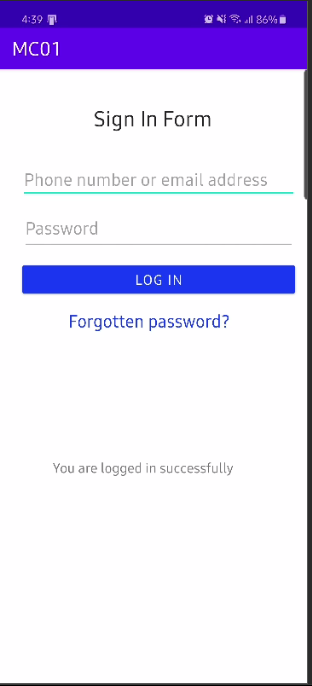 4:39
86%
MC01
Sign In Form
Phone number or email address
Password
LOG IN
Forgotten password?
You are logged in successfully